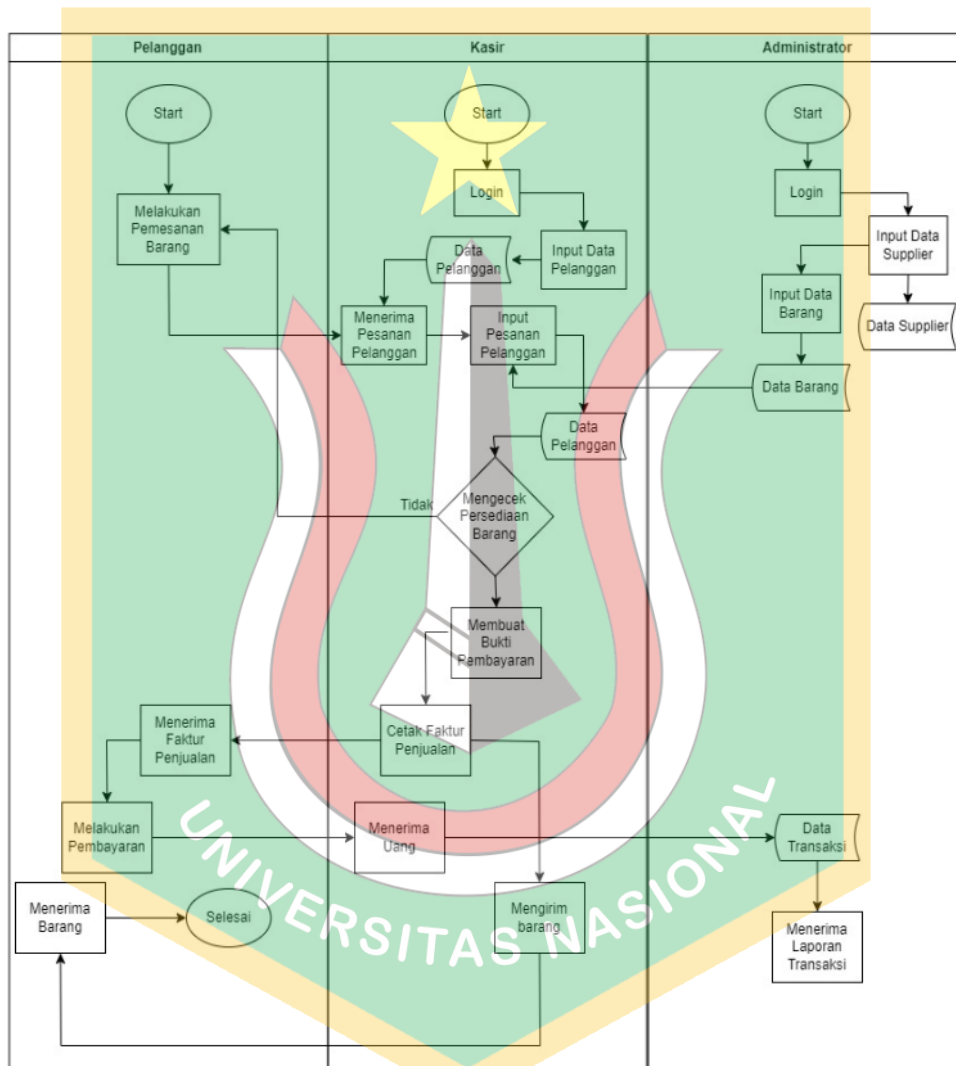 Pelanggan
Kasir
Administrator
Start
Start
Start
Login
Login
Melakukan
Pemesanan
Barang
Data
Pelanggan
Input Data
Pelanggan
Input Data
Supplier
Menerima
Pesanan
Pelanggan
Input
Pesanan
Pelanggan
Input Data
Barang
Data Supplier
Data Barang
Data
Pelanggan
Tidak
Mengecek
Persediaan
Barang
Membuat
Bukti
Pembayaran
Menerima
Faktur
Penjualan
Cetak Faktur
Penjualan
Melakukan
Pembayaran
Menerima
Uang
Data
Transaksi
Menerima
Barang
Selesai
Mengirim
barang
Menerima
Laporan
Transaksi
UNIVERSITAS NASIONAL